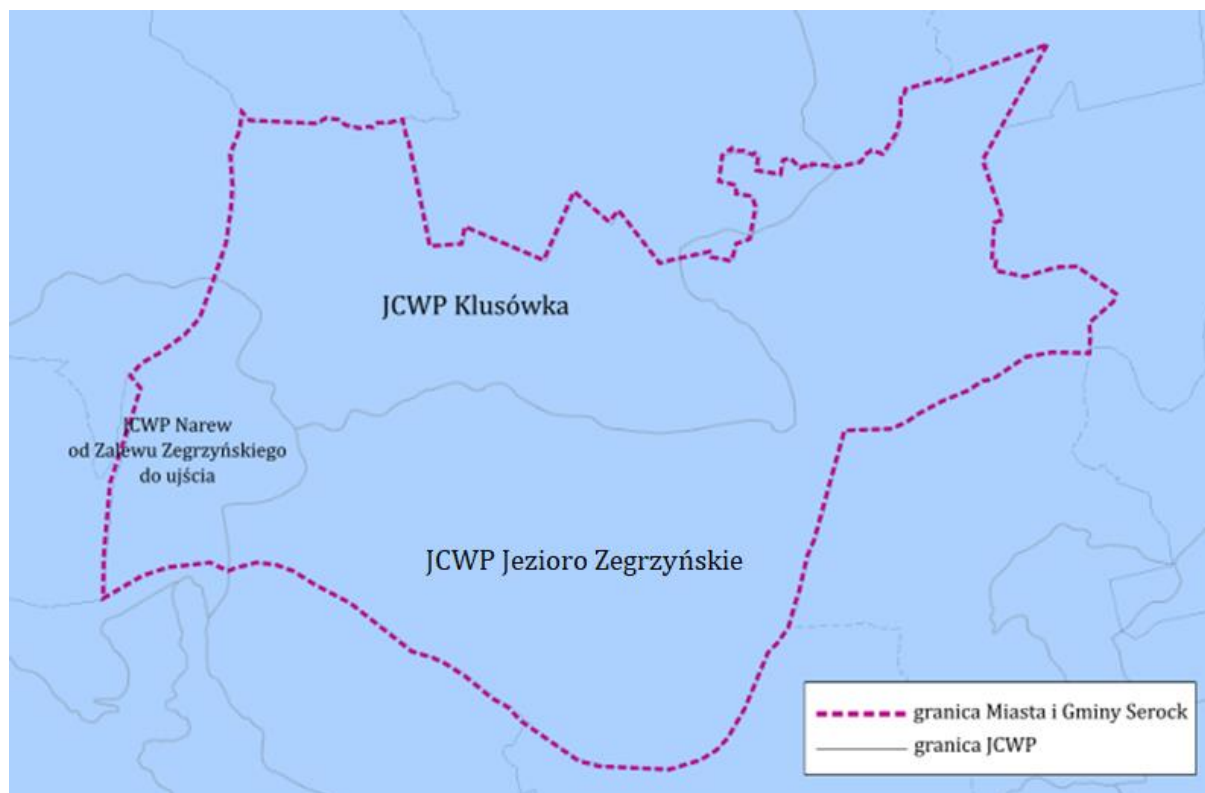 JCWP Klusówka
JCWP Narew
od Zalewu Zegrzyńskiego
do ujścia
JCWP Jezioro Zegrzyńskie
granica Miasta i Gminy Serock
granica JCWP